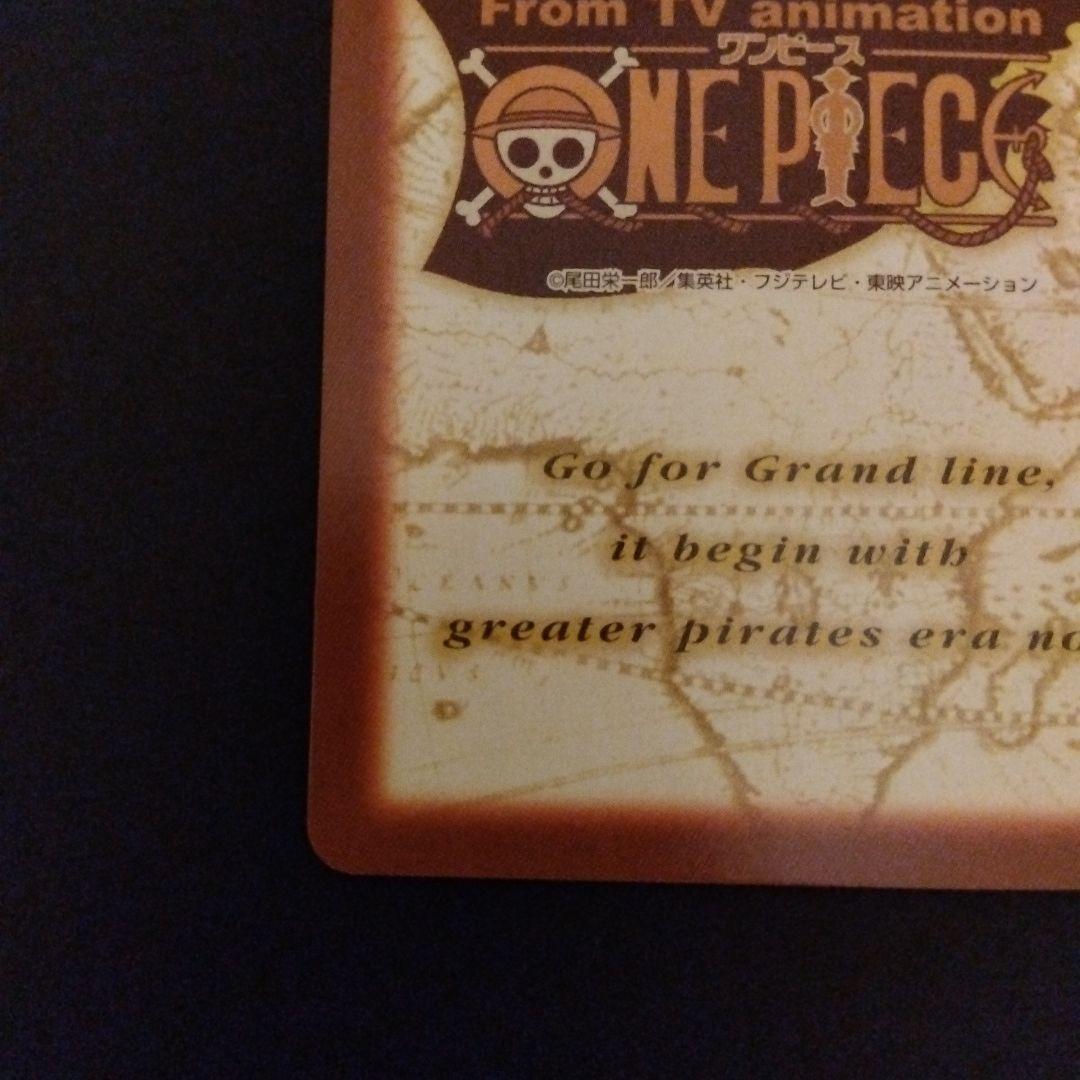 From TV animation
ワンピース
ONE PIECE
©尾田栄一郎／集英社・フジテレビ・東映アニメーション
Go for Grand line,
it begin with
greater pirates era